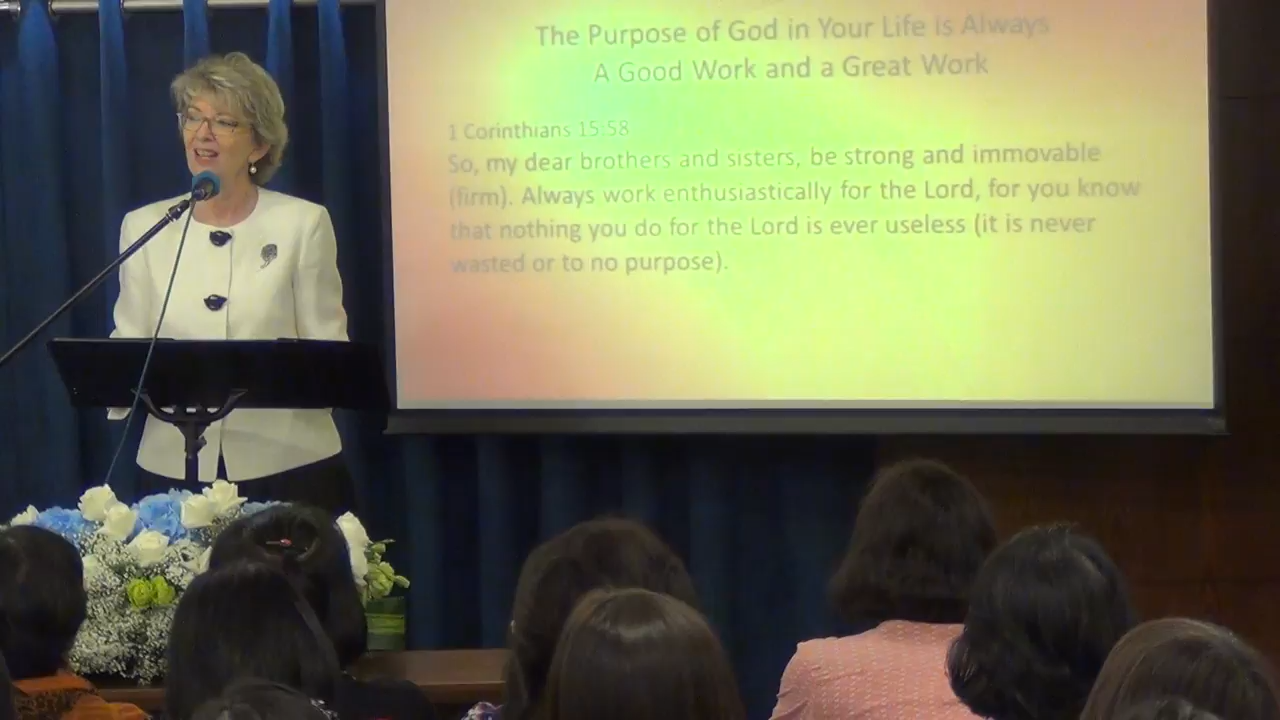 The Purpose of God in Your Life is Always
A Good Work and a Great Work
1 Corinthians 15:58
So, my dear brothers and sisters, be strong and immovable
(firm). Always work enthusiastically for the Lord, for you know
that nothing you do for the Lord is ever useless (it is never
wasted or to no purpose).